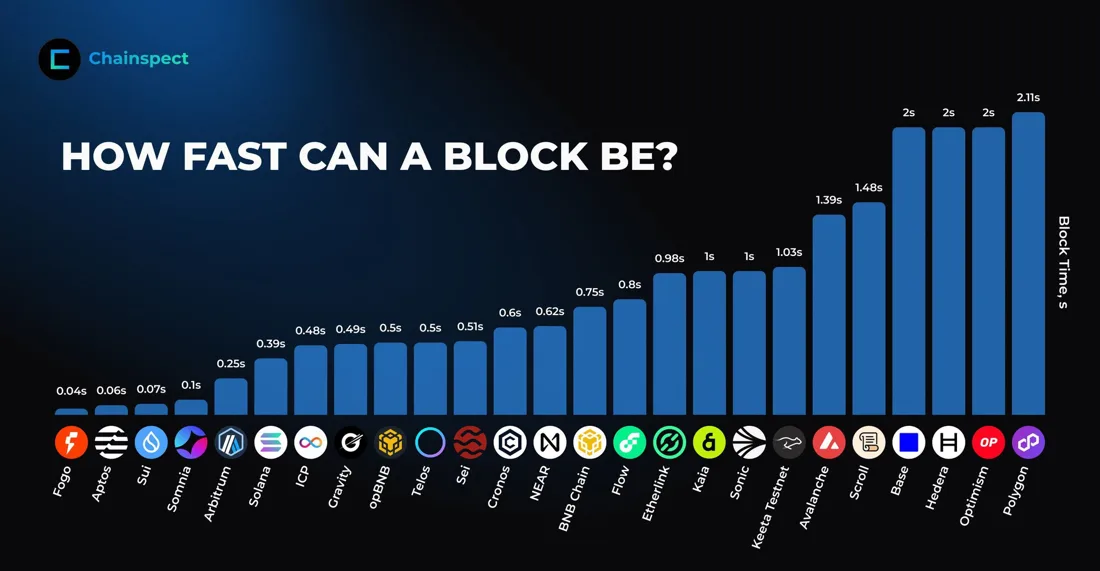 Chainspect
HOW FAST CAN A BLOCK BE?
0.04s
0.06s
0.07s
0.1s
0.25s
0.39s
0.48s
0.49s
0.5s
0.5s
0.51s
0.6s
0.62s
0.75s
0.8s
0.98s
1s
1s
1.03s
1.39s
1.48s
2s
2s
2s
2.11s
Block Time, s
OP
Fogo
Aptos
Sui
Somnia
Arbitrum
Solana
ICP
Gravity
opBNB
Telos
Sei
Cronos
NEAR
BNB Chain
Flow
Etherlink
Kaia
Sonic
Keeta Testnet
Avalanche
Scroll
Base
Hedera
Optimism
Polygon